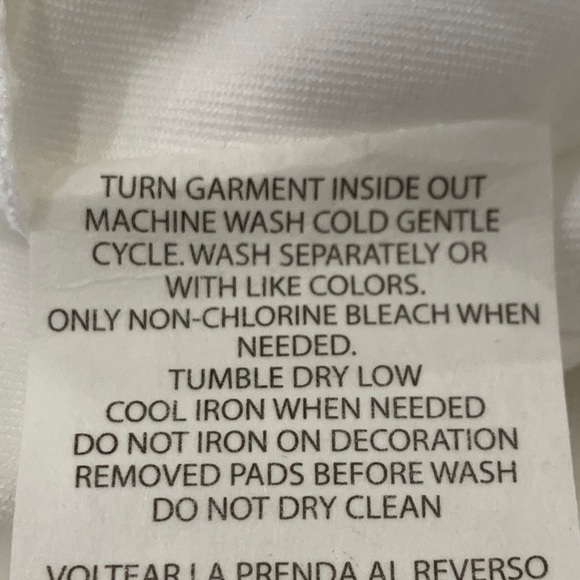 TURN GARMENT INSIDE OUT
MACHINE WASH COLD GENTLE
CYCLE. WASH SEPARATELY OR
WITH LIKE COLORS.
ONLY NON-CHLORINE BLEACH WHEN
NEEDED.
TUMBLE DRY LOW
COOL IRON WHEN NEEDED
DO NOT IRON ON DECORATION
REMOVED PADS BEFORE WASH
DO NOT DRY CLEAN
VOLTEAR LA PRENDA AL REVERSO